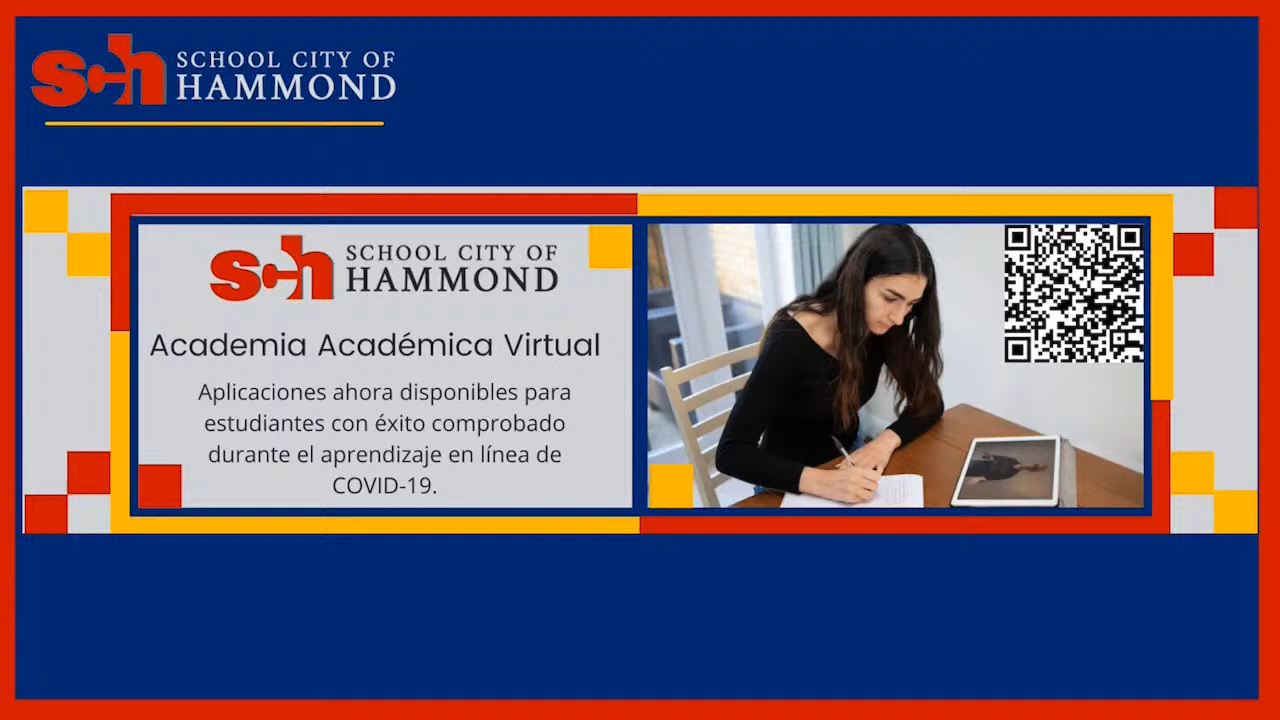 sch SCHOOL CITY OF
HAMMOND
sch SCHOOL CITY OF
HAMMOND
Academia Académica Virtual
Aplicaciones ahora disponibles para
estudiantes con éxito comprobado
durante el aprendizaje en línea de
COVID-19.